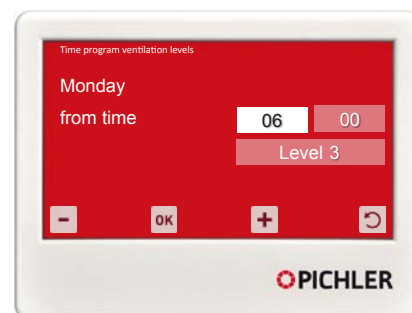 Time program ventilation levels
Monday
from time 06 00
Level 3
- OK +
PICHLER